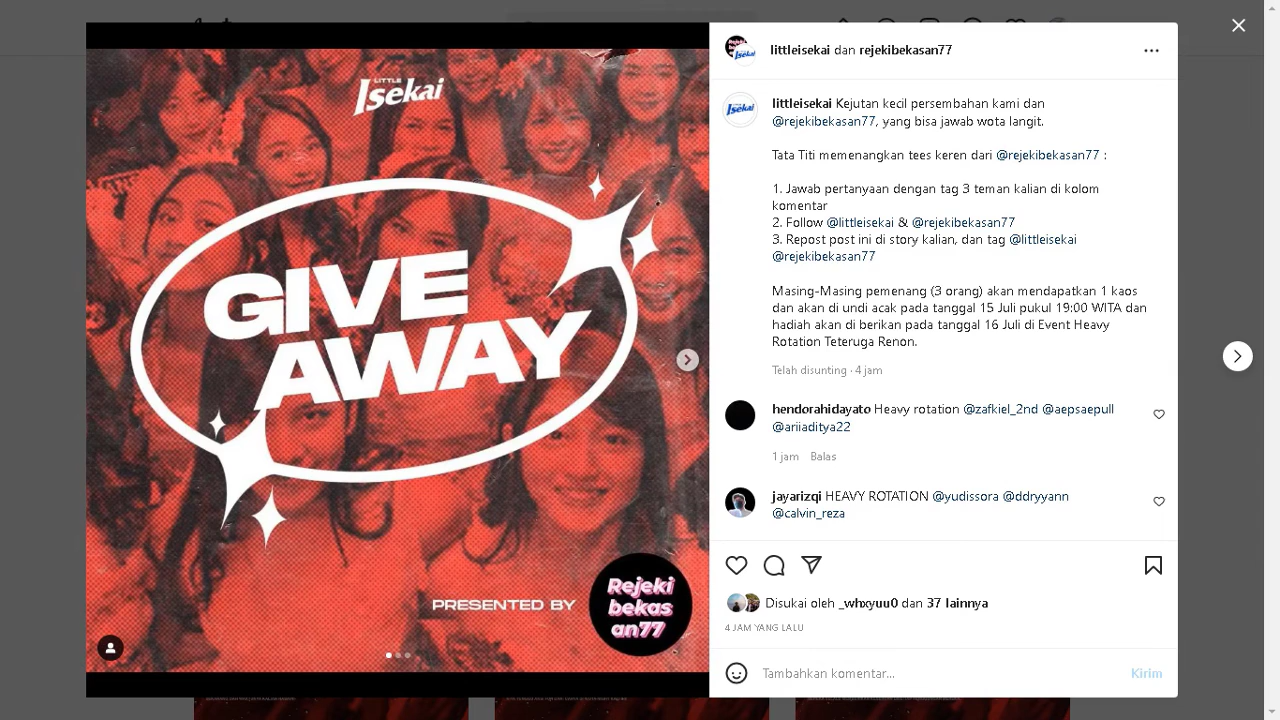 LITTLE
Isekai
GIVE
AWAY
PRESENTED BY
Rejeki
bekas
an77
littleisekai dan rejekibekasan77
Isekai
littleisekai Kejutan kecil persembahan kami dan
@rejekibekasan77, yang bisa jawab wota langit.
Tata Titi memenangkan tees keren dari @rejekibekasan77 :
1. Jawab pertanyaan dengan tag 3 teman kalian di kolom
komentar
2. Follow @littleisekai & @rejekibekasan77
3. Repost post ini di story kalian, dan tag @littleisekai
@rejekibekasan77
Masing-Masing pemenang (3 orang) akan mendapatkan 1 kaos
dan akan di undi acak pada tanggal 15 Juli pukul 19:00 WITA dan
hadiah akan di berikan pada tanggal 16 Juli di Event Heavy
Rotation Teteruga Renon.
Telah disunting · 4 jam
hendorahidayato Heavy rotation @zafkiel_2nd @aepsaepull
@ariiaditya22
1 jam Balas
jayarizqi HEAVY ROTATION @yudissora @ddryyann
@calvin_reza
Disukai oleh _whxyuu0 dan 37 lainnya
4 JAM YANG LALU
Tambahkan komentar...
Kirim